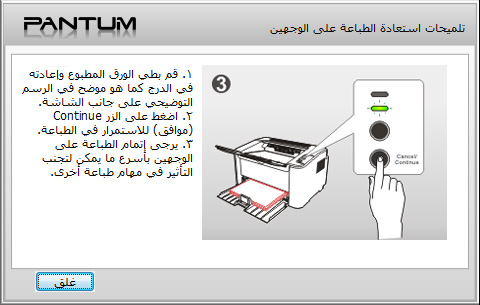 PANTUM
تلميحات استعادة الطباعة على الوجهين
١. قم بطي الورق المطبوع وإعادته
في الدرج كما هو موضح في الرسم
التوضيحي على جانب الشاشة.
٢. اضغط على الزر Continue
(موافق) للاستمرار في الطباعة.
٣. يرجى إتمام الطباعة على
الوجهين بأسرع ما يمكن لتجنب
التأثير في مهام طباعة أخرى.
3
Cancel/
Continue
غلق